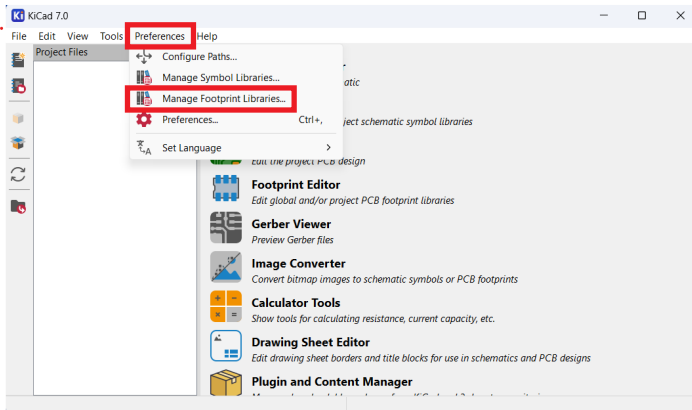 Ki KiCad 7.0
File Edit View Tools Preferences Help
Project Files
Configure Paths...
Manage Symbol Libraries...
Manage Footprint Libraries...
Preferences... Ctrl+,
Set Language
atic
ject schematic symbol libraries
Edit the project PCB design
Footprint Editor
Edit global and/or project PCB footprint libraries
Gerber Viewer
Preview Gerber files
Image Converter
Convert bitmap images to schematic symbols or PCB footprints
Calculator Tools
Show tools for calculating resistance, current capacity, etc.
Drawing Sheet Editor
Edit drawing sheet borders and title blocks for use in schematics and PCB designs
Plugin and Content Manager